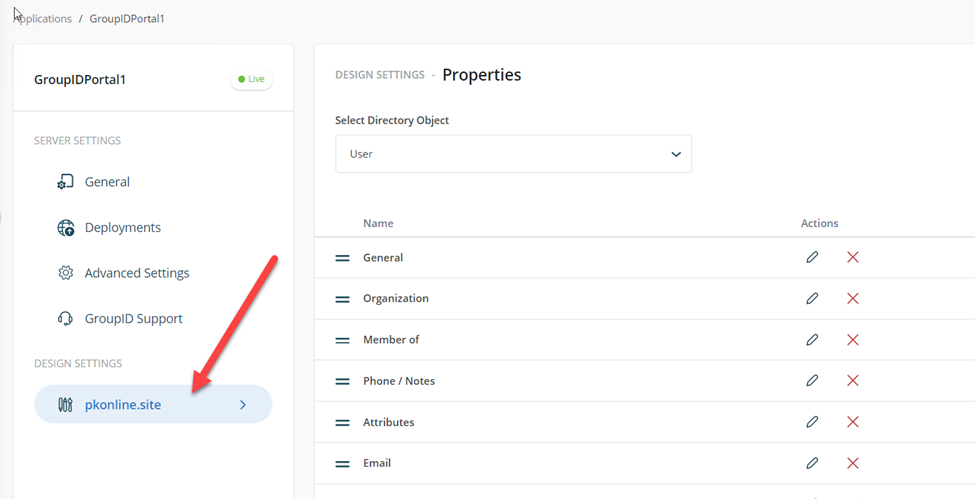 Applications / GroupIDPortal1
GroupIDPortal1
Live
SERVER SETTINGS
General
Deployments
Advanced Settings
GroupID Support
DESIGN SETTINGS
pkonline.site
DESIGN SETTINGS - Properties
Select Directory Object
User
Name Actions
General
Organization
Member of
Phone / Notes
Attributes
Email